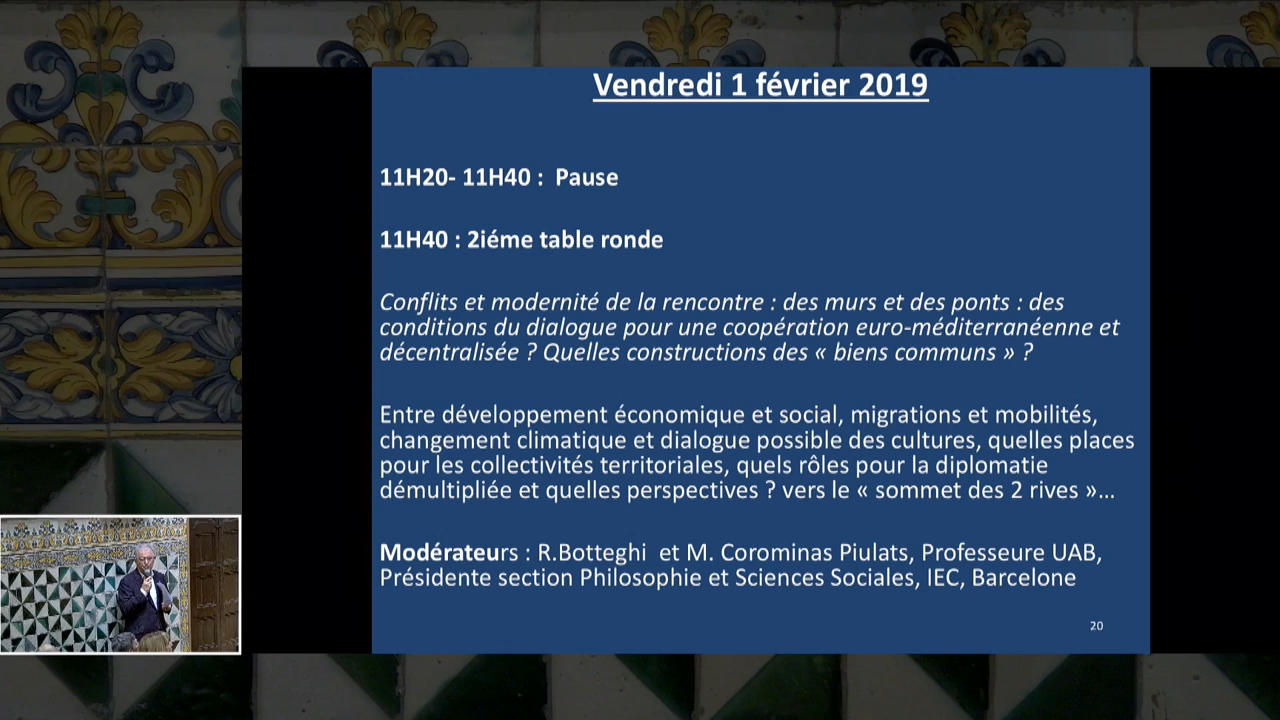 Vendredi 1 février 2019
11H20- 11H40 :  Pause
11H40 : 2iéme table ronde
Conflits et modernité de la rencontre : des murs et des ponts : des
conditions du dialogue pour une coopération euro-méditerranéenne et
décentralisée ? Quelles constructions des « biens communs » ?
Entre développement économique et social, migrations et mobilités,
changement climatique et dialogue possible des cultures, quelles places
pour les collectivités territoriales, quels rôles pour la diplomatie
démultipliée et quelles perspectives ? vers le « sommet des 2 rives »...
Modérateurs : R.Botteghi  et M. Corominas Piulats, Professeure UAB,
Présidente section Philosophie et Sciences Sociales, IEC, Barcelone
20